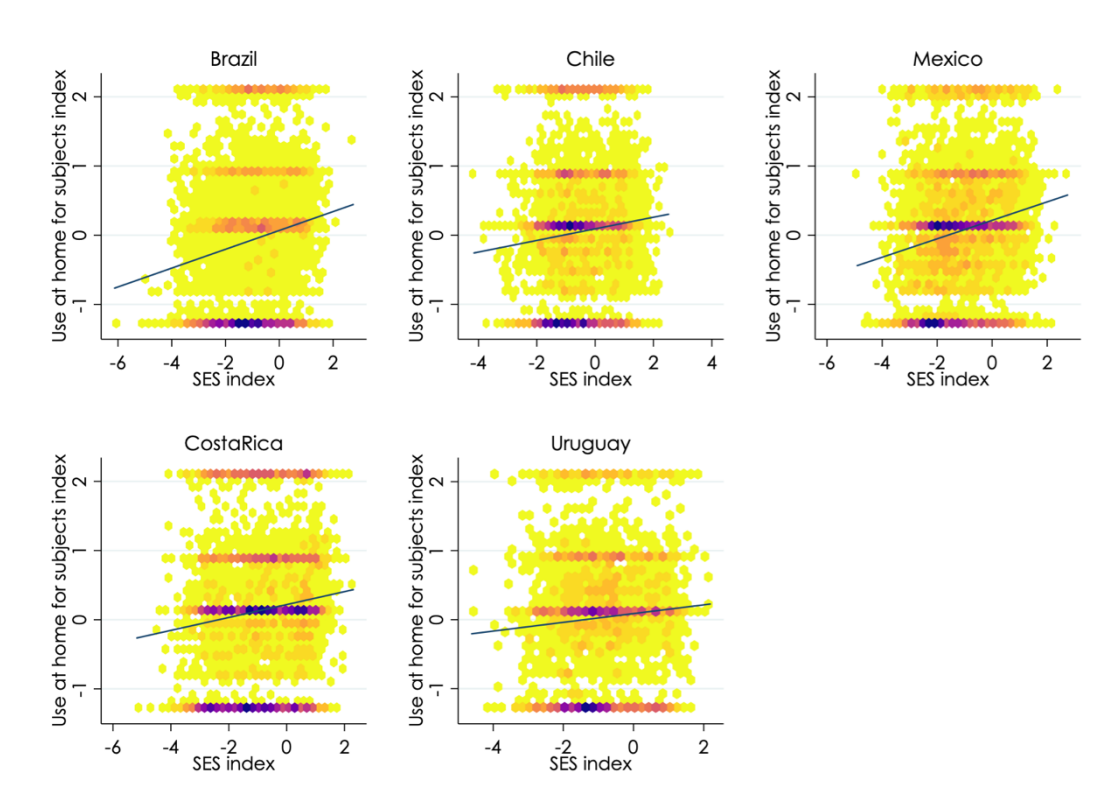 Brazil
Use at home for subjects index
2
1
0
-1
-6 -4 -2 0 2
SES index
Chile
Use at home for subjects index
2
1
0
-1
-4 -2 0 2 4
SES index
Mexico
Use at home for subjects index
2
1
0
-1
-6 -4 -2 0 2
SES index
CostaRica
Use at home for subjects index
2
1
0
-1
-6 -4 -2 0 2
SES index
Uruguay
Use at home for subjects index
2
1
0
-1
-4 -2 0 2
SES index